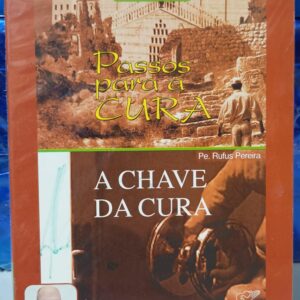 Passos
para a
CURA
Pe. Rufus Pereira
A CHAVE
DA CURA